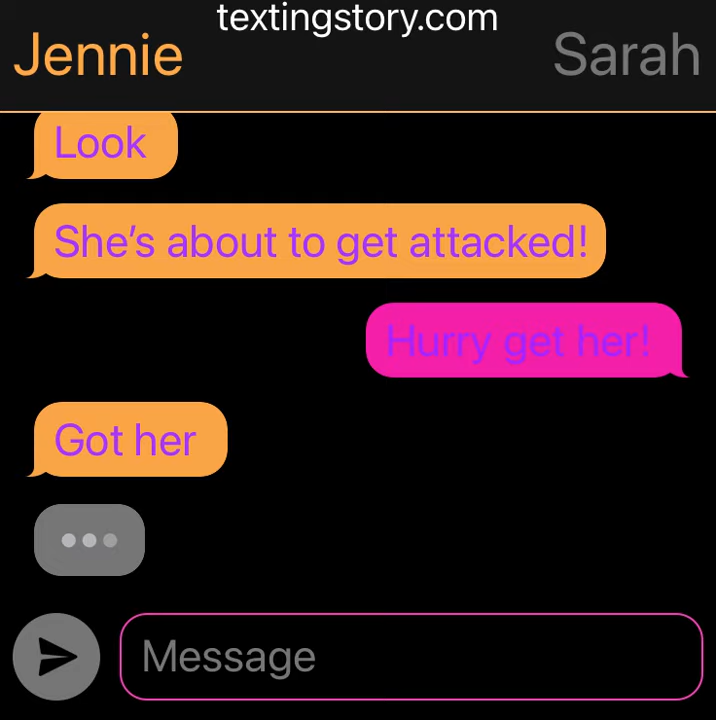 textingstory.com
Jennie Sarah
Look
She’s about to get attacked!
Hurry get her!
Got her
Message